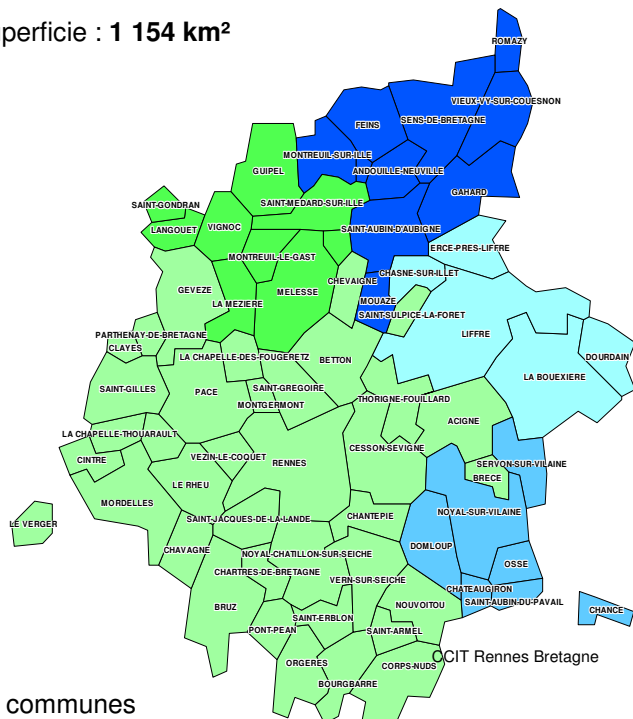 perficie : 1 154 km²
ROMAZY
VIEUX-VY-SUR-COUESNON
SENS-DE-BRETAGNE
FEINS
MONTREUIL-SUR-ILLE
ANDOUILLE-NEUVILLE
GUIPEL
GAHARD
SAINT-MEDARD-SUR-ILLE
SAINT-GONDRAN
LANGOUET
VIGNOC
SAINT-AUBIN-D'AUBIGNE
ERCE-PRES-LIFFRE
MONTREUIL-LE-GAST
CHASNE-SUR-ILLET
CHEVAIGNE
GEVEZE
MELESSE
LA MEZIERE
MOUAZE
SAINT-SULPICE-LA-FORET
LIFFRE
PARTHENAY-DE-BRETAGNE
CLAYES
LA CHAPELLE-DES-FOUGERETZ
BETTON
DOURDAIN
LA BOUEXIERE
SAINT-GILLES
PACE
SAINT-GREGOIRE
MONTGERMONT
THORIGNE-FOUILLARD
ACIGNE
LA CHAPELLE-THOUARAULT
CESSON-SEVIGNE
CINTRE
VEZIN-LE-COQUET
RENNES
SERVON-SUR-VILAINE
BRECE
LE RHEU
MORDELLES
NOYAL-SUR-VILAINE
LE VERGER
SAINT-JACQUES-DE-LA-LANDE
CHANTEPIE
CHAVAGNE
NOYAL-CHATILLON-SUR-SEICHE
DOMLOUP
OSSE
CHARTRES-DE-BRETAGNE
VERN-SUR-SEICHE
CHATEAUGIRON
SAINT-AUBIN-DU-PAVAIL
BRUZ
NOUVOITOU
CHANCE
SAINT-ERBLON
PONT-PEAN
SAINT-ARMEL
ORGERES
CORPS-NUDS
CCIT Rennes Bretagne
BOURGBARRE
communes